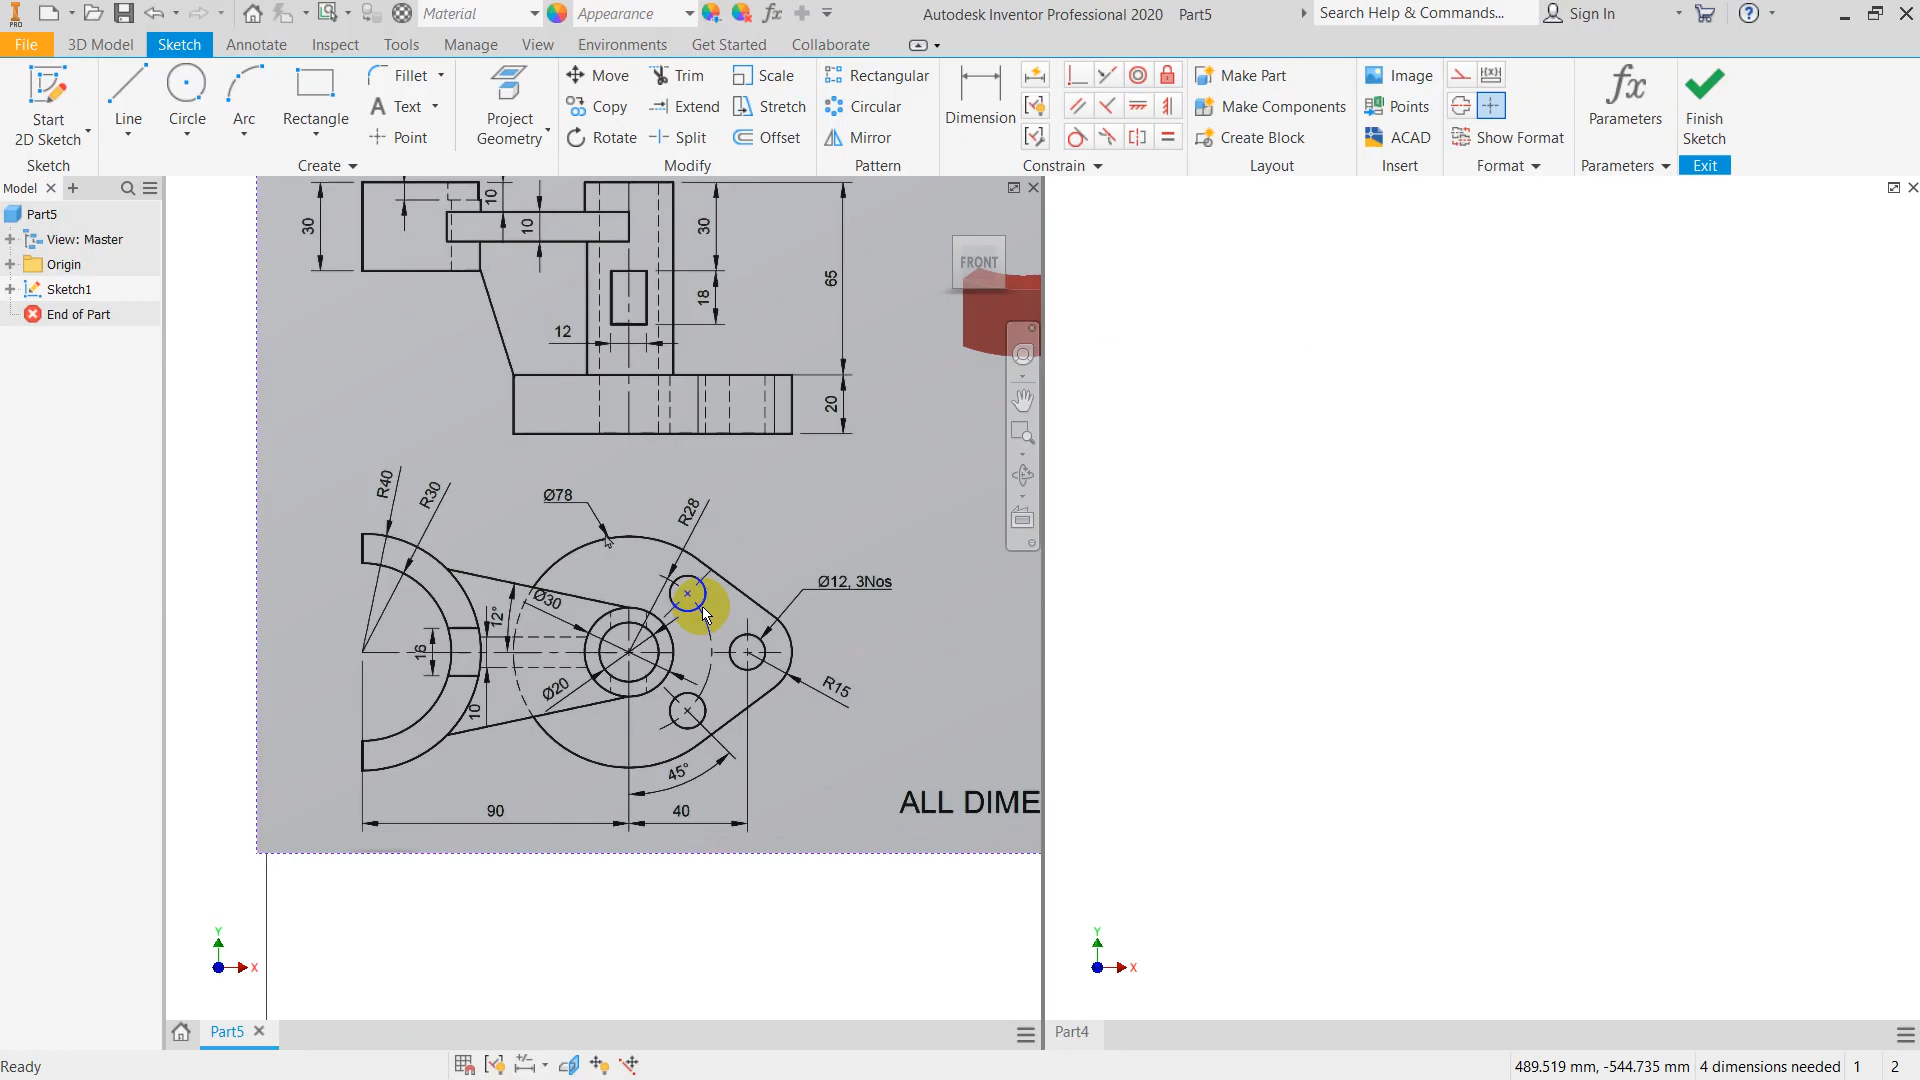 PRO
Material
Appearance
fx
Autodesk Inventor Professional 2020 Part5
Search Help & Commands...
Sign In
File
3D Model
Sketch
Annotate
Inspect
Tools
Manage
View
Environments
Get Started
Collaborate
Start
2D Sketch
Line
Circle
Arc
Rectangle
Fillet
Text
Point
Project
Geometry
Move
Copy
Rotate
Trim
Extend
Split
Scale
Stretch
Offset
Rectangular
Circular
Mirror
Dimension
Make Part
Make Components
Create Block
Image
Points
ACAD
Show Format
fx
Parameters
Finish
Sketch
Sketch
Create
Modify
Pattern
Constrain
Layout
Insert
Format
Parameters
Exit
Model
Part5
View: Master
Origin
Sketch1
End of Part
30
10
10
30
65
18
12
20
FRONT
R40
R30
Ø78
R28
Ø12, 3Nos
Ø30
12°
16
10
Ø20
R15
45°
90
40
ALL DIME
Y
X
Y
X
Part5
Part4
Ready
489.519 mm, -544.735 mm
4 dimensions needed
1
2